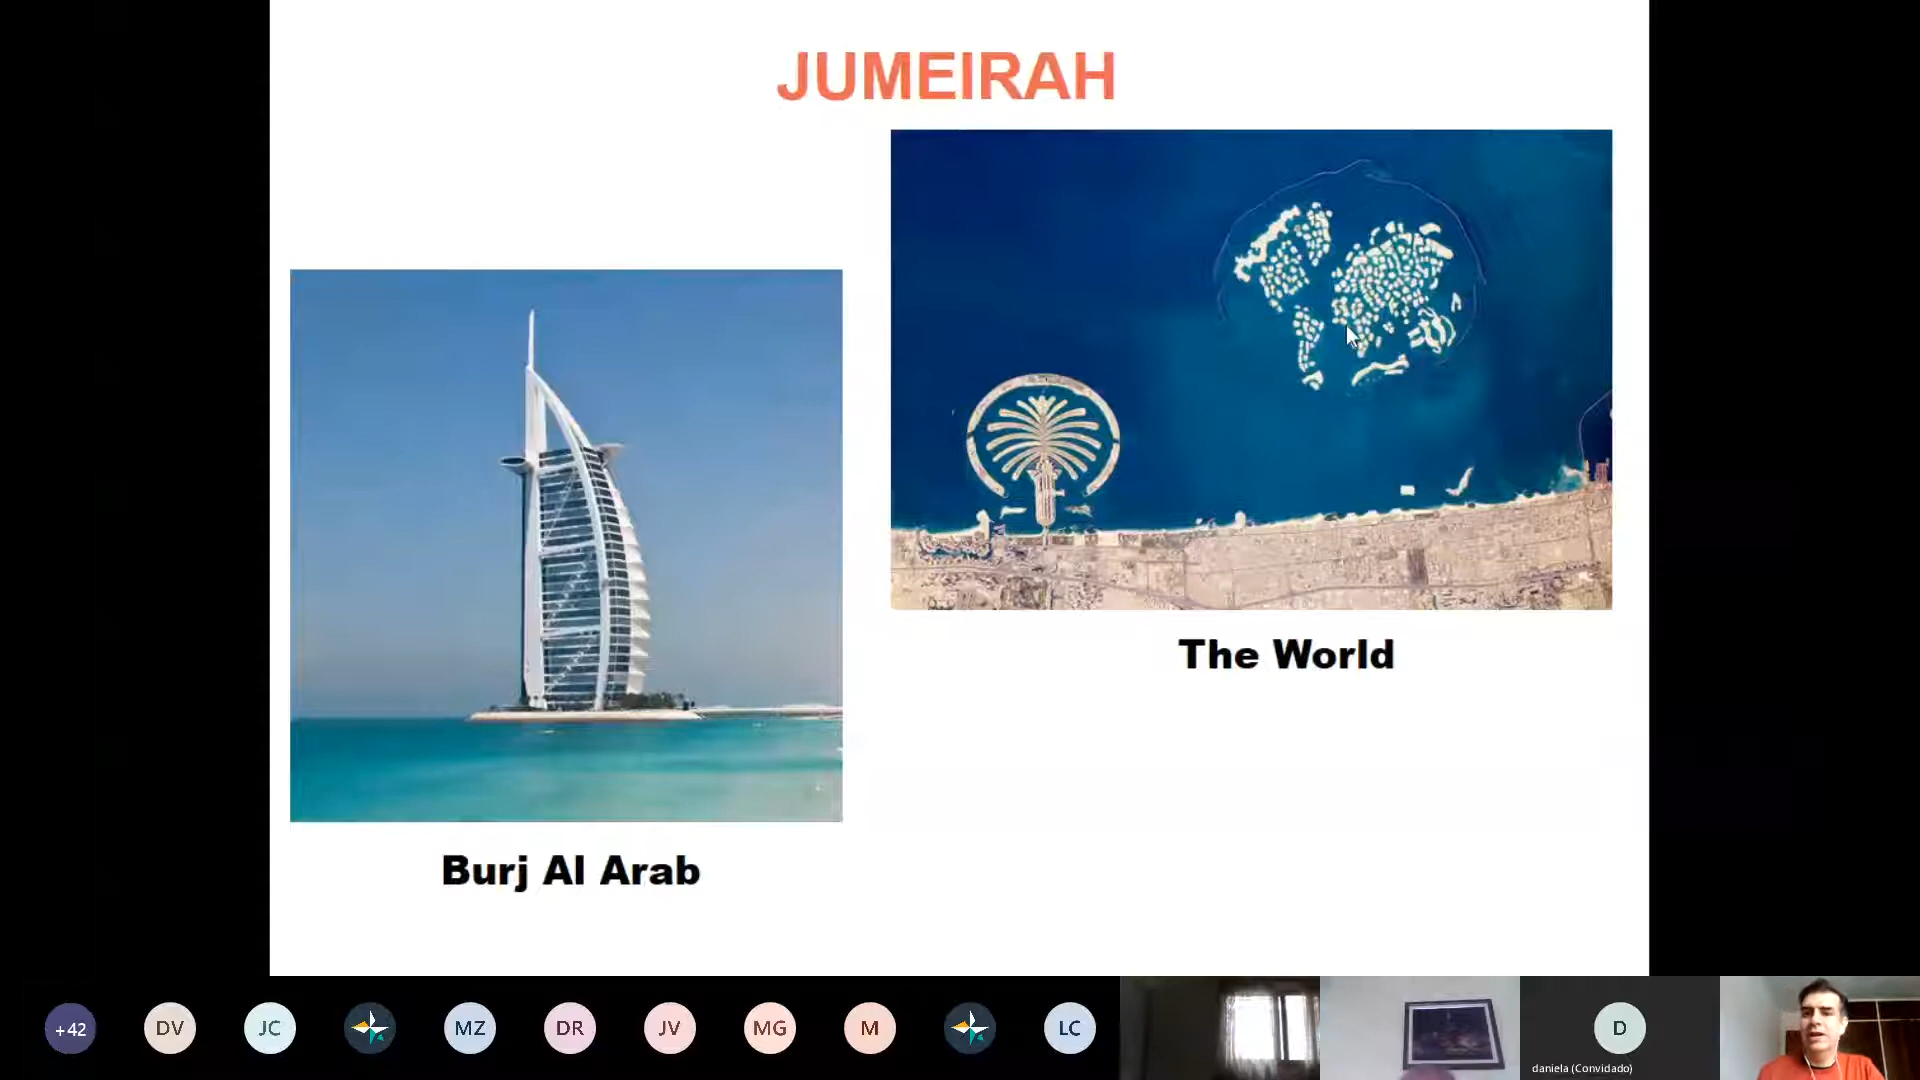 JUMEIRAH
The World
Burj Al Arab
+42
DV
JC
MZ
DR
JV
MG
M
LC
D
daniela (Convidado)